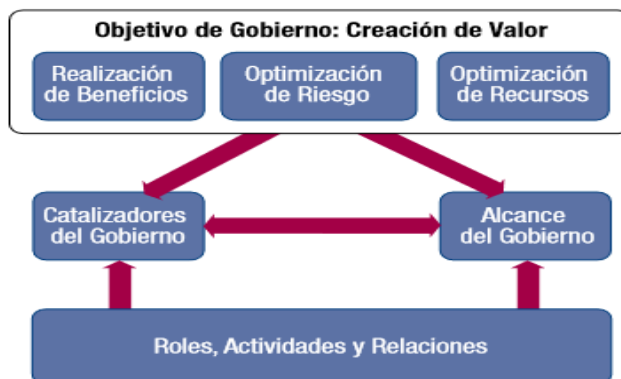 Objetivo de Gobierno: Creación de Valor
Realización
de Beneficios
Optimización
de Riesgo
Optimización
de Recursos
Catalizadores
del Gobierno
Alcance
del Gobierno
Roles, Actividades y Relaciones